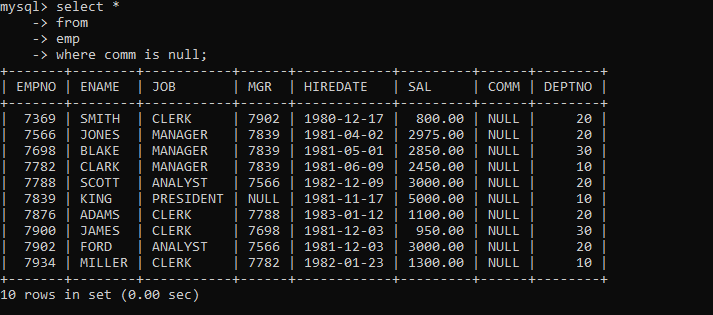 mysql> select *
    -> from
    -> emp
    -> where comm is null;
+-------+--------+-----------+------+------------+---------+------+--------+
| EMPNO | ENAME  | JOB       | MGR  | HIREDATE   | SAL     | COMM | DEPTNO |
+-------+--------+-----------+------+------------+---------+------+--------+
|  7369 | SMITH  | CLERK     | 7902 | 1980-12-17 |  800.00 | NULL |     20 |
|  7566 | JONES  | MANAGER   | 7839 | 1981-04-02 | 2975.00 | NULL |     20 |
|  7698 | BLAKE  | MANAGER   | 7839 | 1981-05-01 | 2850.00 | NULL |     30 |
|  7782 | CLARK  | MANAGER   | 7839 | 1981-06-09 | 2450.00 | NULL |     10 |
|  7788 | SCOTT  | ANALYST   | 7566 | 1982-12-09 | 3000.00 | NULL |     20 |
|  7839 | KING   | PRESIDENT | NULL | 1981-11-17 | 5000.00 | NULL |     10 |
|  7876 | ADAMS  | CLERK     | 7788 | 1983-01-12 | 1100.00 | NULL |     20 |
|  7900 | JAMES  | CLERK     | 7698 | 1981-12-03 |  950.00 | NULL |     30 |
|  7902 | FORD   | ANALYST   | 7566 | 1981-12-03 | 3000.00 | NULL |     20 |
|  7934 | MILLER | CLERK     | 7782 | 1982-01-23 | 1300.00 | NULL |     10 |
+-------+--------+-----------+------+------------+---------+------+--------+
10 rows in set (0.00 sec)